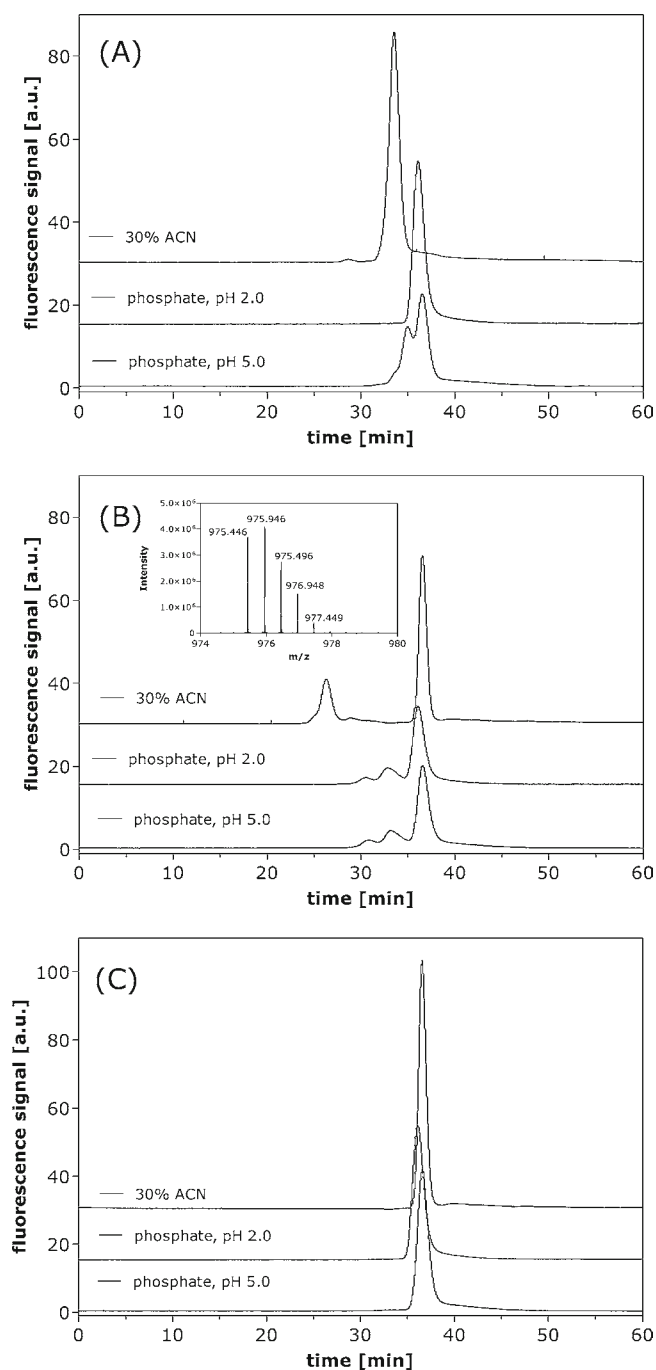 (A)
fluorescence signal [a.u.]
80
60
40
20
0
30% ACN
phosphate, pH 2.0
phosphate, pH 5.0
0 10 20 30 40 50 60
time [min]
(B)
fluorescence signal [a.u.]
80
60
40
20
0
Intensity
5.0×10⁶
4.0×10⁶
3.0×10⁶
2.0×10⁶
1.0×10⁶
0
975.446
975.946
975.496
976.948
977.449
974 976 978 980
m/z
30% ACN
phosphate, pH 2.0
phosphate, pH 5.0
0 10 20 30 40 50 60
time [min]
(C)
fluorescence signal [a.u.]
100
80
60
40
20
0
30% ACN
phosphate, pH 2.0
phosphate, pH 5.0
0 10 20 30 40 50 60
time [min]